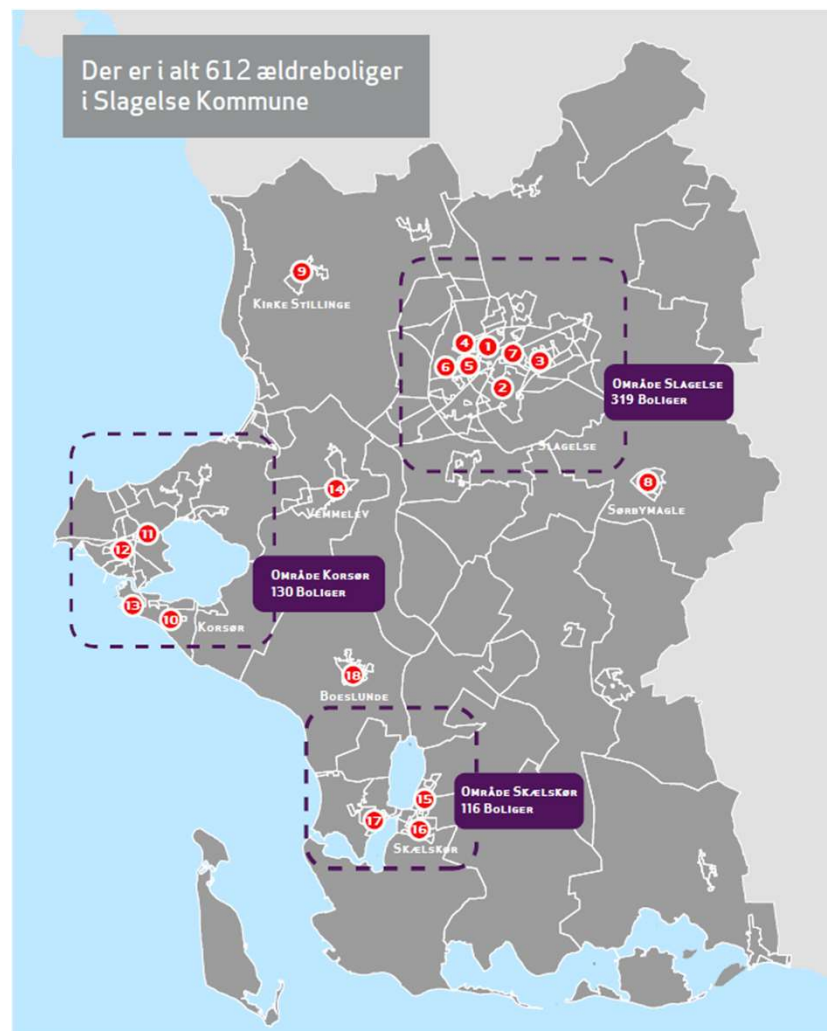 Der er i alt 612 ældreboliger
i Slagelse Kommune
9
Kirke Stillinge
4
1
7
3
6
5
2
Område Slagelse
319 Boliger
Slagelse
8
Sørbymagle
14
Vemmelev
11
12
Område Korsør
130 Boliger
13
10
Korsør
18
Boeslunde
Område Skælskør
116 Boliger
15
17
16
Skælskør